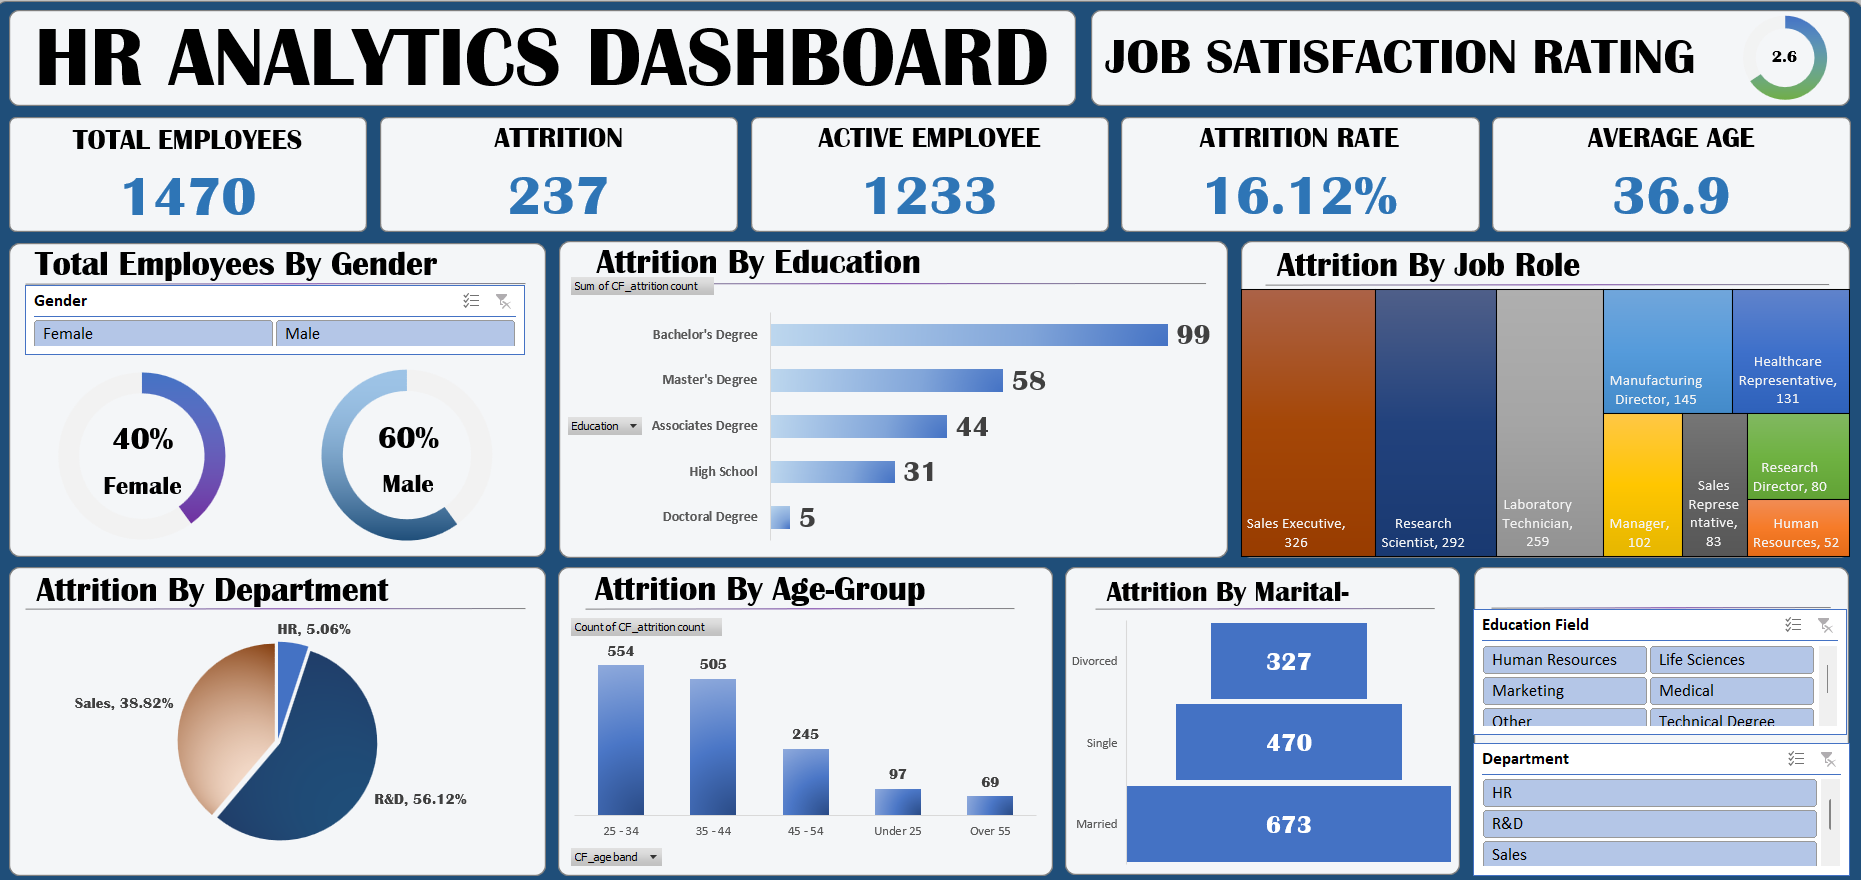 HR ANALYTICS DASHBOARD
JOB SATISFACTION RATING
2.6
TOTAL EMPLOYEES
1470
ATTRITION
237
ACTIVE EMPLOYEE
1233
ATTRITION RATE
16.12%
AVERAGE AGE
36.9
Total Employees By Gender
Gender
Female
Male
40%
Female
60%
Male
Attrition By Education
Sum of CF_attrition count
Bachelor's Degree
99
Master's Degree
58
Education
Associates Degree
44
High School
31
Doctoral Degree
5
Attrition By Job Role
Sales Executive,
326
Research
Scientist, 292
Laboratory
Technician,
259
Manufacturing
Director, 145
Healthcare
Representative,
131
Manager,
102
Sales
Represe
ntative,
83
Research
Director, 80
Human
Resources, 52
Attrition By Department
HR, 5.06%
Sales, 38.82%
R&D, 56.12%
Attrition By Age-Group
Count of CF_attrition count
554
505
245
97
69
25 - 34
35 - 44
45 - 54
Under 25
Over 55
CF_age band
Attrition By Marital-
Divorced
327
Single
470
Married
673
Education Field
Human Resources
Life Sciences
Marketing
Medical
Other
Technical Degree
Department
HR
R&D
Sales